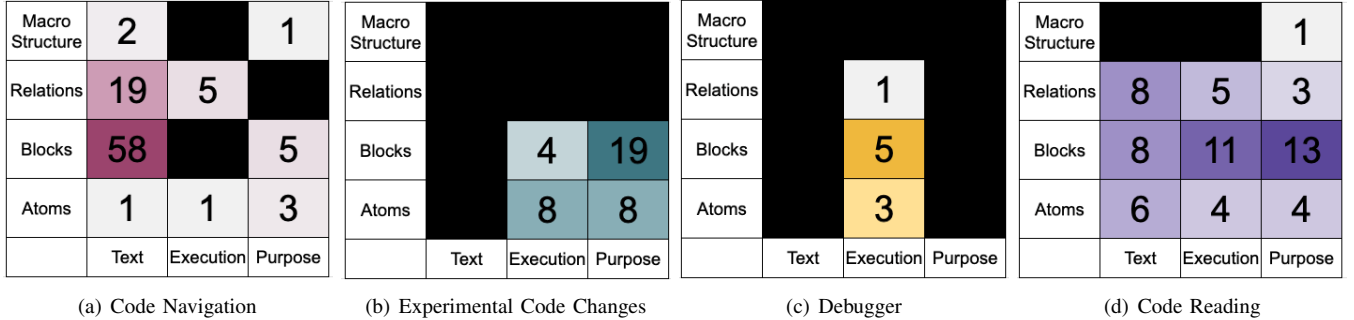 Macro
Structure
2
1
Relations
19
5
Blocks
58
5
Atoms
1
1
3
Text
Execution
Purpose
(a) Code Navigation
Macro
Structure
Relations
Blocks
4
19
Atoms
8
8
Text
Execution
Purpose
(b) Experimental Code Changes
Macro
Structure
Relations
1
Blocks
5
Atoms
3
Text
Execution
Purpose
(c) Debugger
Macro
Structure
1
Relations
8
5
3
Blocks
8
11
13
Atoms
6
4
4
Text
Execution
Purpose
(d) Code Reading